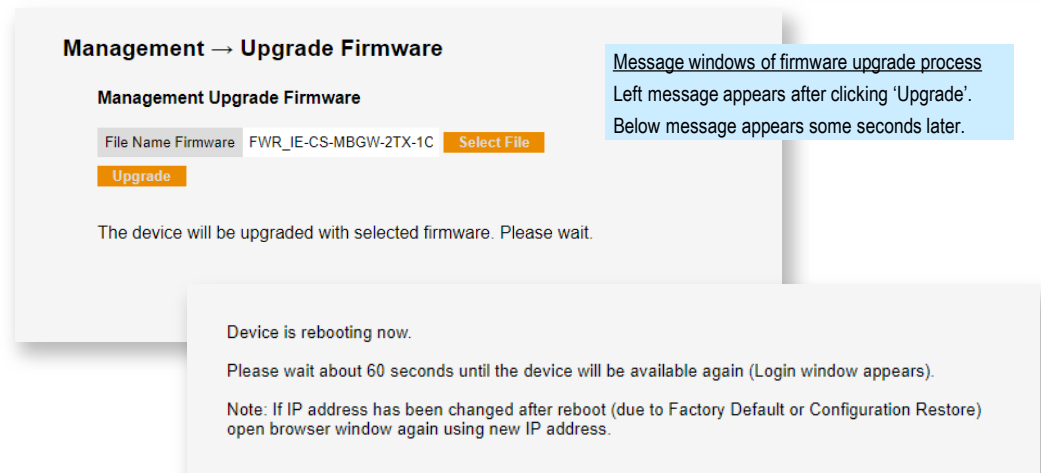 Management → Upgrade Firmware
Message windows of firmware upgrade process
Left message appears after clicking ‘Upgrade’.
Below message appears some seconds later.
Management Upgrade Firmware
File Name Firmware FWR_IE-CS-MBGW-2TX-1C Select File
Upgrade
The device will be upgraded with selected firmware. Please wait.
Device is rebooting now.
Please wait about 60 seconds until the device will be available again (Login window appears).
Note: If IP address has been changed after reboot (due to Factory Default or Configuration Restore)
open browser window again using new IP address.